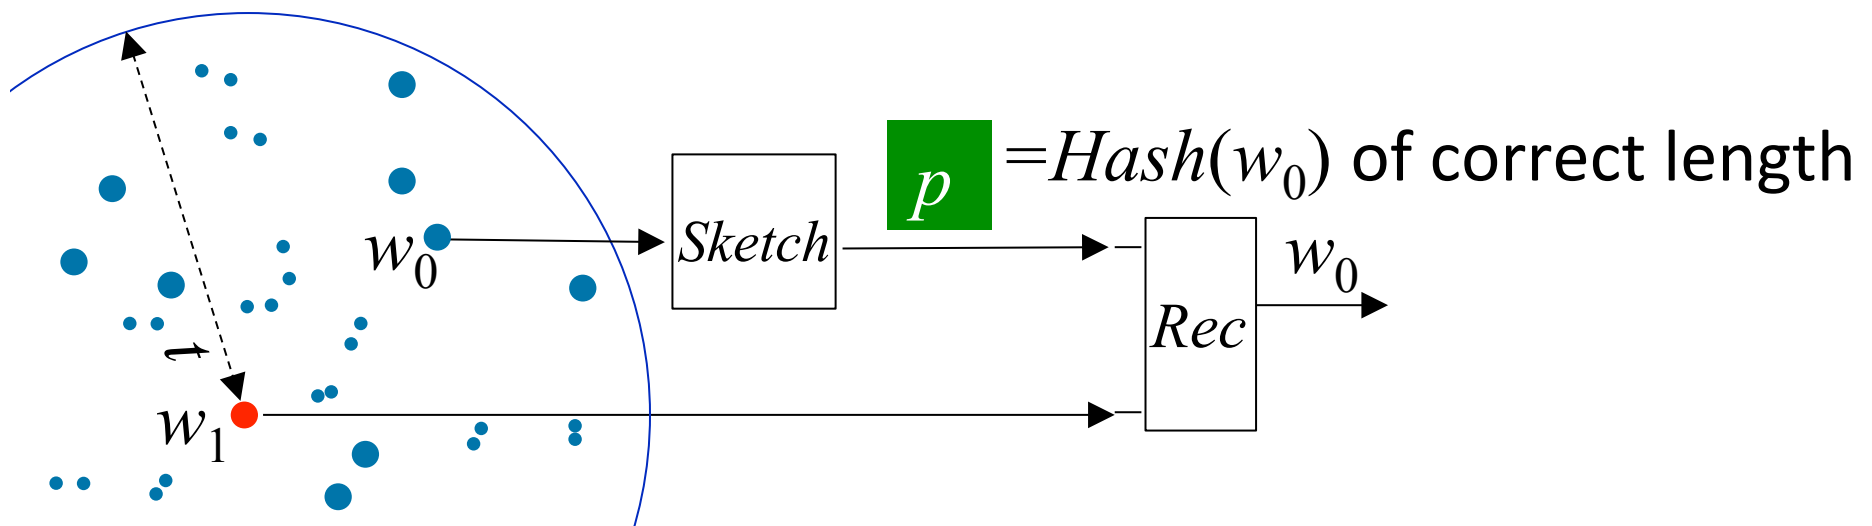 p =Hash(w₀) of correct length
w₀
Sketch
w₀
Rec
t
w₁